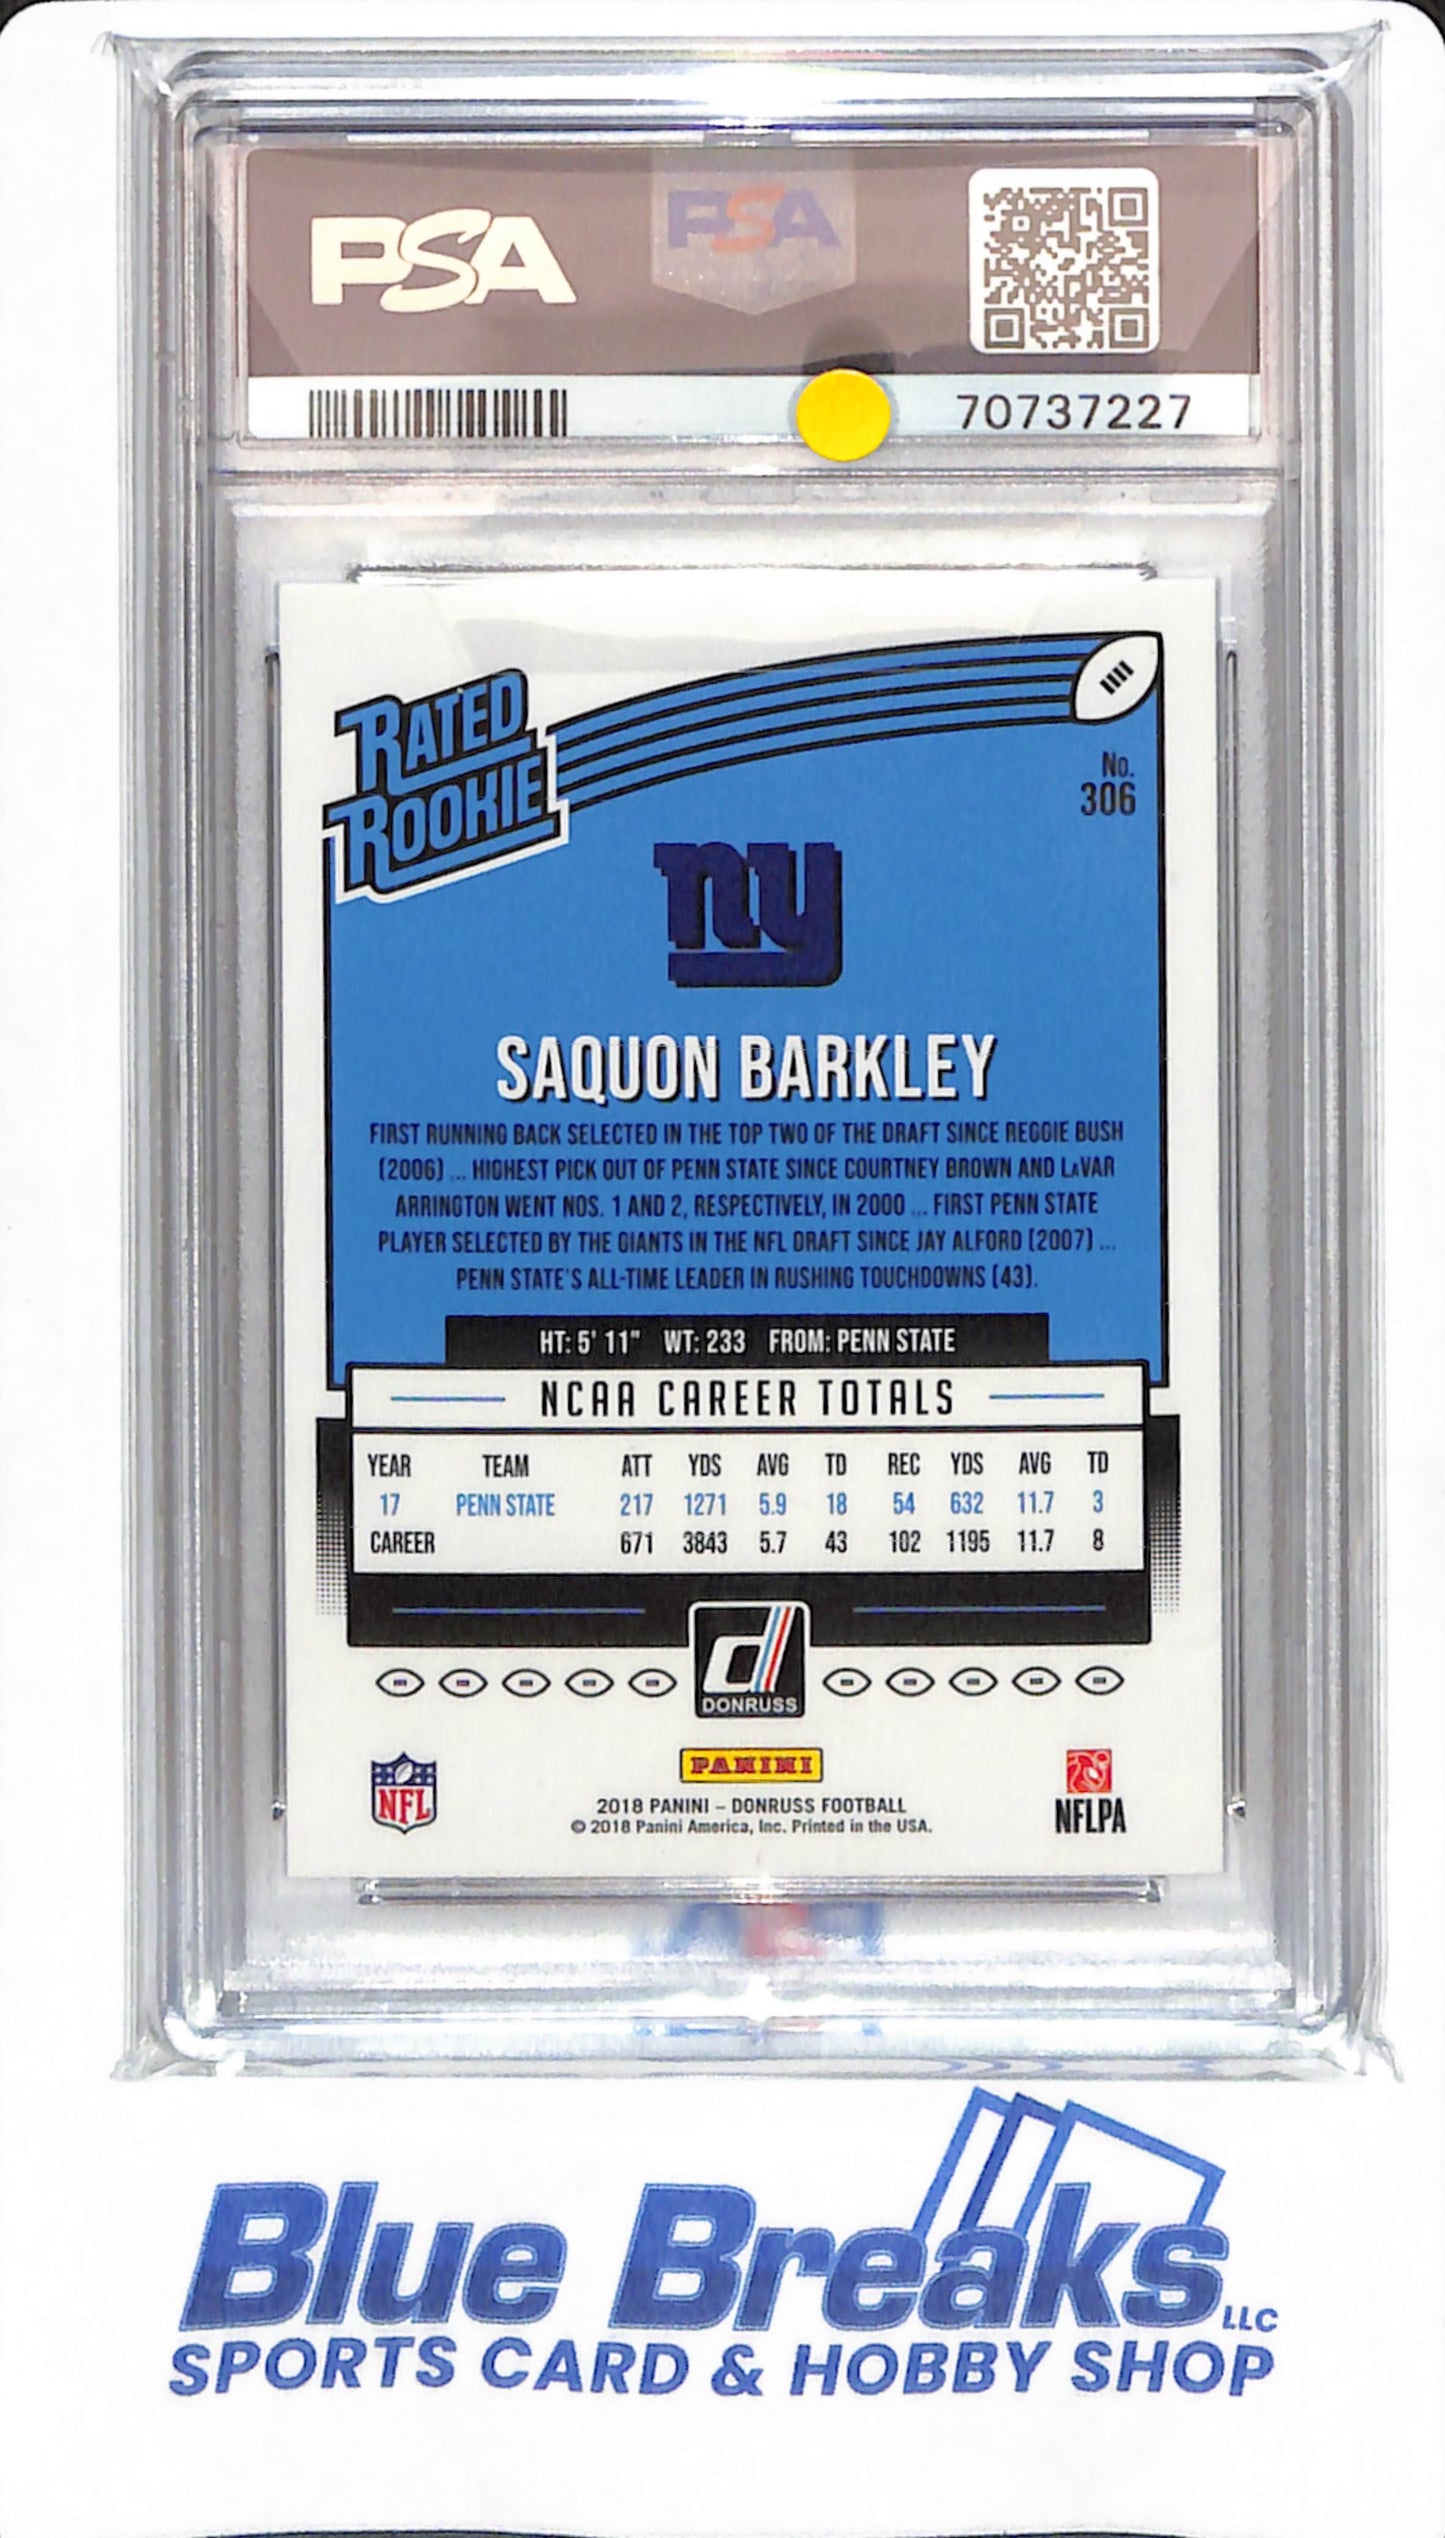 PSA
PSA
70737227
RATED
ROOKIE
No.
306
ny
SAQUON BARKLEY
FIRST RUNNING BACK SELECTED IN THE TOP TWO OF THE DRAFT SINCE REGGIE BUSH
(2006) ... HIGHEST PICK OUT OF PENN STATE SINCE COURTNEY BROWN AND LAVAR
ARRINGTON WENT NOS. 1 AND 2, RESPECTIVELY, IN 2000 ... FIRST PENN STATE
PLAYER SELECTED BY THE GIANTS IN THE NFL DRAFT SINCE JAY ALFORD (2007) ...
PENN STATE'S ALL-TIME LEADER IN RUSHING TOUCHDOWNS (43).
HT: 5' 11" WT: 233 FROM: PENN STATE
NCAA CAREER TOTALS
YEAR TEAM ATT YDS AVG TD REC YDS AVG TD
17 PENN STATE 217 1271 5.9 18 54 632 11.7 3
CAREER 671 3843 5.7 43 102 1195 11.7 8
d
DONRUSS
NFL
PANINI
2018 PANINI – DONRUSS FOOTBALL
© 2018 Panini America, Inc. Printed in the USA.
NFLPA
Blue Breaks LLC
SPORTS CARD & HOBBY SHOP